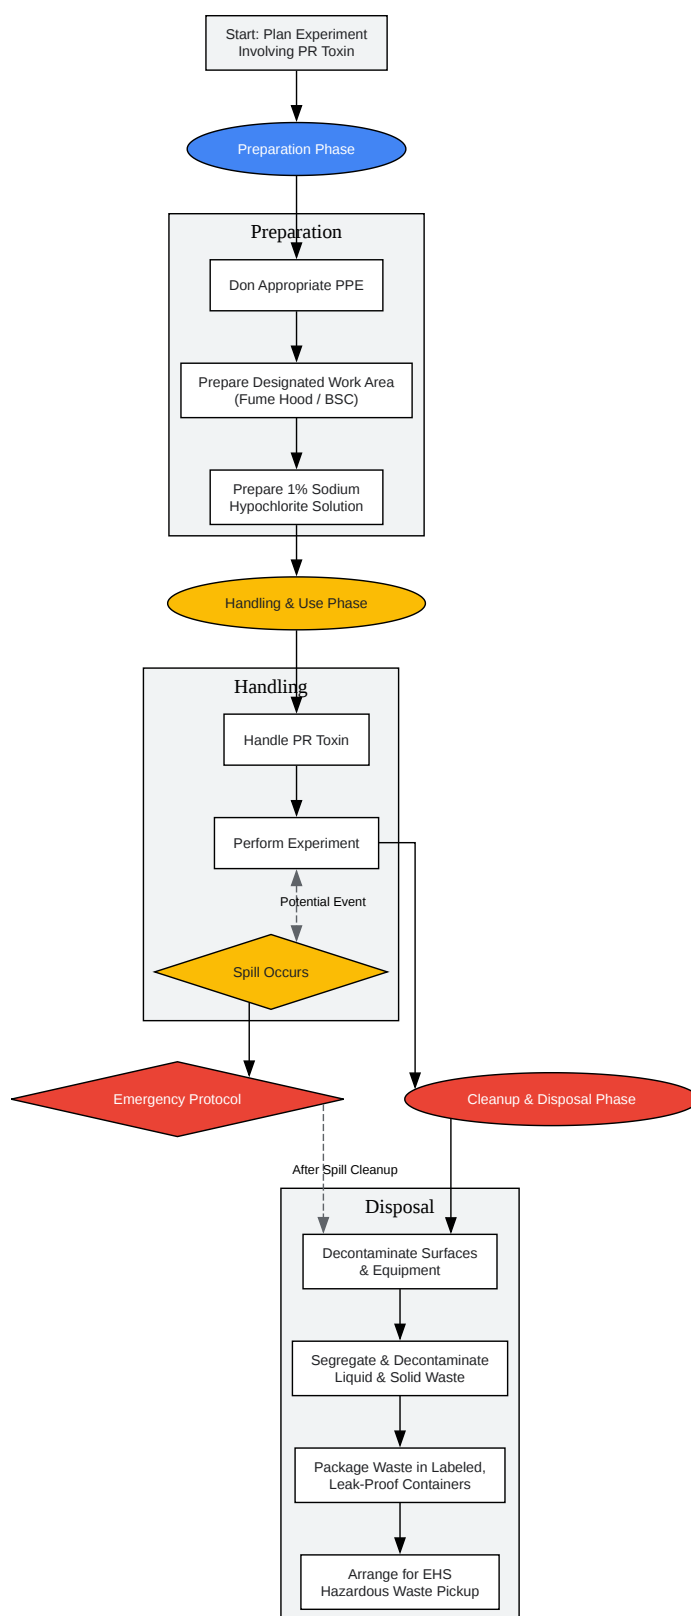 Start: Plan Experiment
Involving PR Toxin
Preparation Phase
Preparation
Don Appropriate PPE
Prepare Designated Work Area
(Fume Hood / BSC)
Prepare 1% Sodium
Hypochlorite Solution
Handling & Use Phase
Handling
Handle PR Toxin
Perform Experiment
Potential Event
Spill Occurs
Emergency Protocol
Cleanup & Disposal Phase
After Spill Cleanup
Disposal
Decontaminate Surfaces
& Equipment
Segregate & Decontaminate
Liquid & Solid Waste
Package Waste in Labeled,
Leak-Proof Containers
Arrange for EHS
Hazardous Waste Pickup